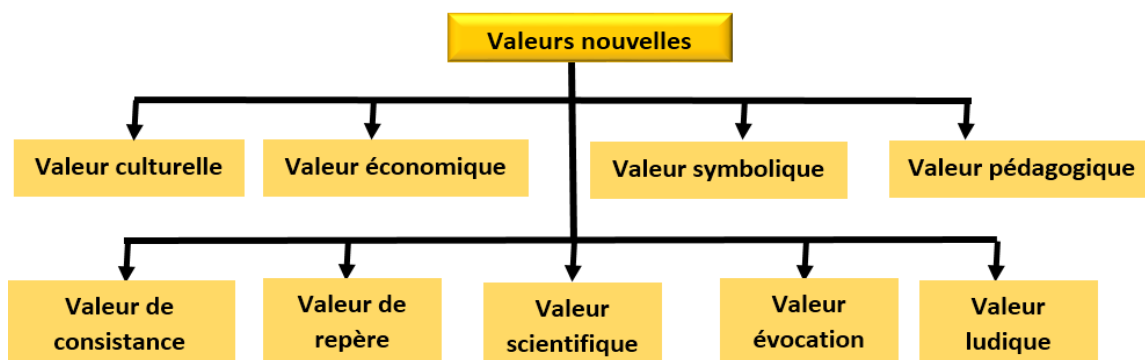 Valeurs nouvelles
Valeur culturelle
Valeur économique
Valeur symbolique
Valeur pédagogique
Valeur de
consistance
Valeur de
repère
Valeur
scientifique
Valeur
évocation
Valeur
ludique